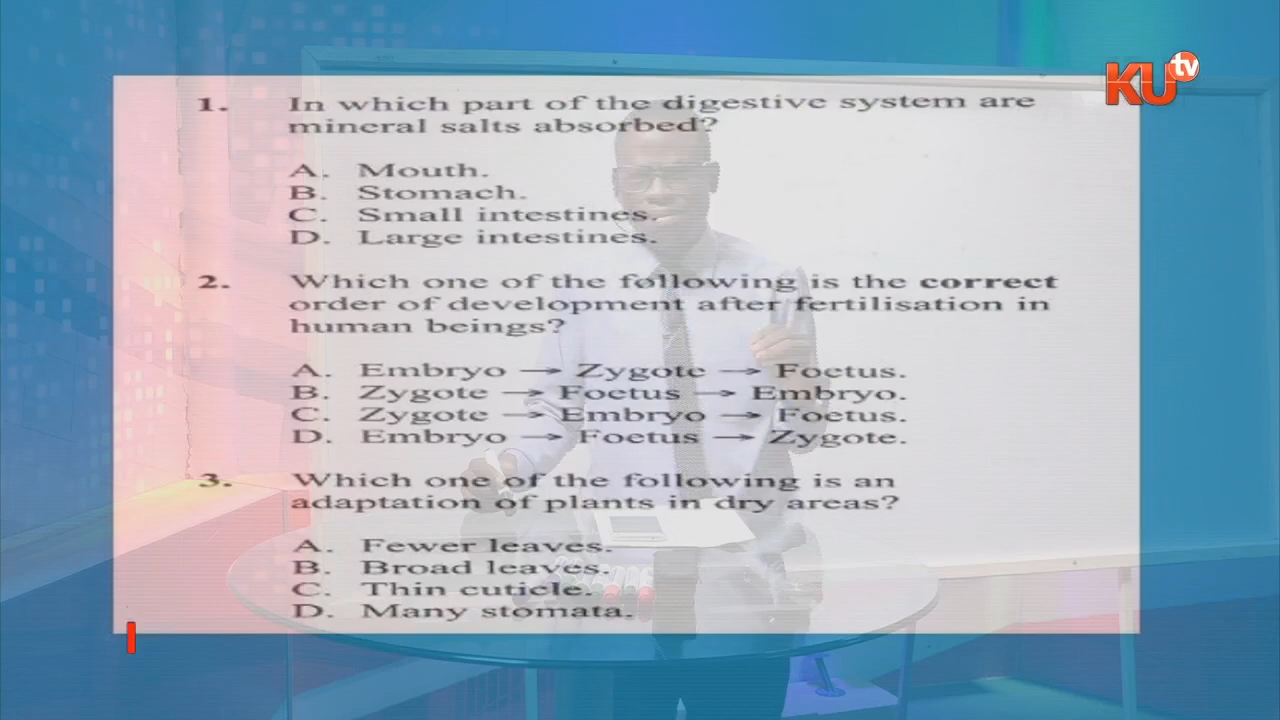 KU tv
1. In which part of the digestive system are
mineral salts absorbed?
A. Mouth.
B. Stomach.
C. Small intestines.
D. Large intestines.
2. Which one of the following is the correct
order of development after fertilisation in
human beings?
A. Embryo → Zygote → Foetus.
B. Zygote → Foetus → Embryo.
C. Zygote → Embryo → Foetus.
D. Embryo → Foetus → Zygote.
3. Which one of the following is an
adaptation of plants in dry areas?
A. Fewer leaves.
B. Broad leaves.
C. Thin cuticle.
D. Many stomata.